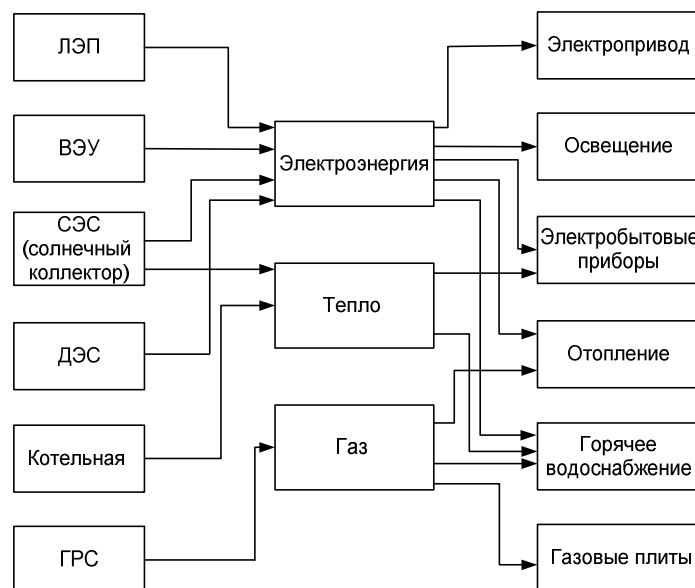 ЛЭП
ВЭУ
СЭС
(солнечный
коллектор)
ДЭС
Котельная
ГРС
Электроэнергия
Тепло
Газ
Электропривод
Освещение
Электробытовые
приборы
Отопление
Горячее
водоснабжение
Газовые плиты